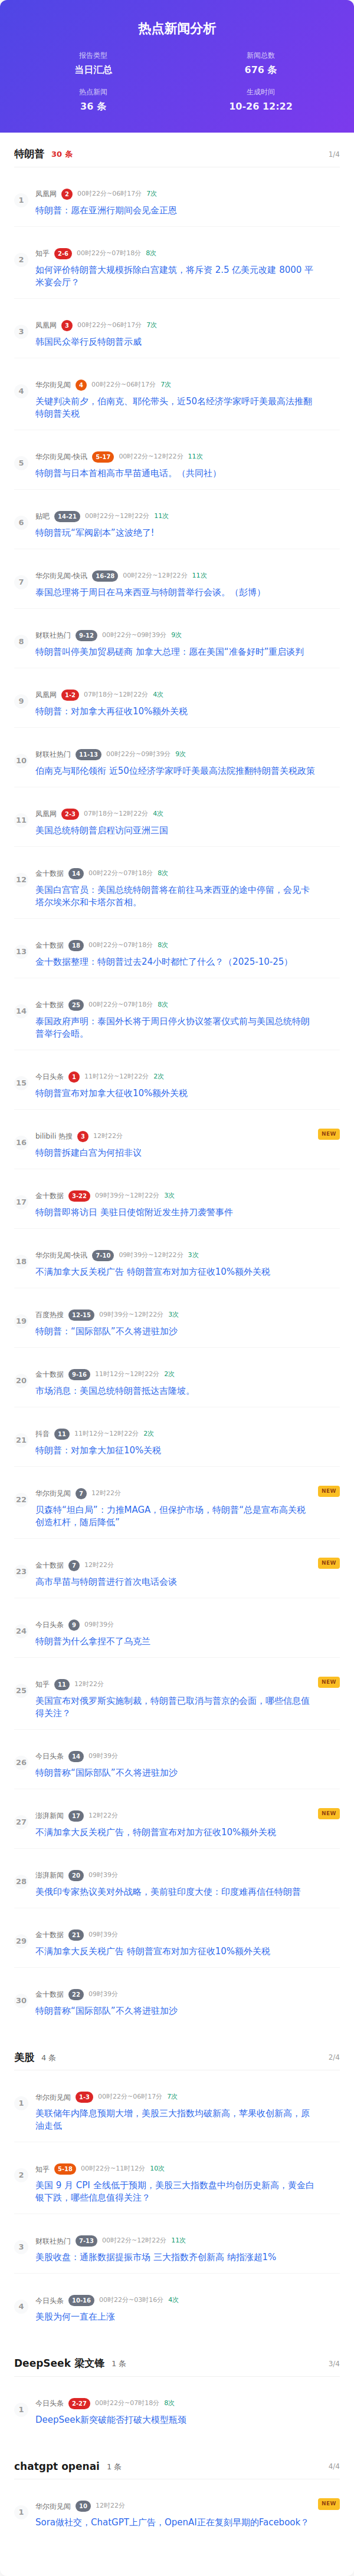 热点新闻分析
报告类型
当日汇总
新闻总数
676 条
热点新闻
36 条
生成时间
10-26 12:22
特朗普 30 条 1/4
1
凤凰网 2 00时22分~06时17分 7次
特朗普：愿在亚洲行期间会见金正恩
2
知乎 2-6 00时22分~07时18分 8次
如何评价特朗普大规模拆除白宫建筑，将斥资 2.5 亿美元改建 8000 平
米宴会厅？
3
凤凰网 3 00时22分~06时17分 7次
韩国民众举行反特朗普示威
4
华尔街见闻 4 00时22分~06时17分 7次
关键判决前夕，伯南克、耶伦带头，近50名经济学家呼吁美最高法推翻
特朗普关税
5
华尔街见闻-快讯 5-17 00时22分~12时22分 11次
特朗普与日本首相高市早苗通电话。（共同社）
6
贴吧 14-21 00时22分~12时22分 11次
特朗普玩“军阀剧本”这波绝了!
7
华尔街见闻-快讯 16-28 00时22分~12时22分 11次
泰国总理将于周日在马来西亚与特朗普举行会谈。（彭博）
8
财联社热门 9-12 00时22分~09时39分 9次
特朗普叫停美加贸易磋商 加拿大总理：愿在美国“准备好时”重启谈判
9
凤凰网 1-2 07时18分~12时22分 4次
特朗普：对加拿大再征收10%额外关税
10
财联社热门 11-13 00时22分~09时39分 9次
伯南克与耶伦领衔 近50位经济学家呼吁美最高法院推翻特朗普关税政策
11
凤凰网 2-3 07时18分~12时22分 4次
美国总统特朗普启程访问亚洲三国
12
金十数据 14 00时22分~07时18分 8次
美国白宫官员：美国总统特朗普将在前往马来西亚的途中停留，会见卡
塔尔埃米尔和卡塔尔首相。
13
金十数据 18 00时22分~07时18分 8次
金十数据整理：特朗普过去24小时都忙了什么？（2025-10-25）
14
金十数据 25 00时22分~07时18分 8次
泰国政府声明：泰国外长将于周日停火协议签署仪式前与美国总统特朗
普举行会晤。
15
今日头条 1 11时12分~12时22分 2次
特朗普宣布对加拿大征收10%额外关税
16
bilibili 热搜 3 12时22分 NEW
特朗普拆建白宫为何招非议
17
金十数据 3-22 09时39分~12时22分 3次
特朗普即将访日 美驻日使馆附近发生持刀袭警事件
18
华尔街见闻-快讯 7-10 09时39分~12时22分 3次
不满加拿大反关税广告 特朗普宣布对加方征收10%额外关税
19
百度热搜 12-15 09时39分~12时22分 3次
特朗普：“国际部队”不久将进驻加沙
20
金十数据 9-16 11时12分~12时22分 2次
市场消息：美国总统特朗普抵达吉隆坡。
21
抖音 11 11时12分~12时22分 2次
特朗普：对加拿大加征10%关税
22
华尔街见闻 7 12时22分 NEW
贝森特“坦白局”：力推MAGA，但保护市场，特朗普“总是宣布高关税
创造杠杆，随后降低”
23
金十数据 7 12时22分 NEW
高市早苗与特朗普进行首次电话会谈
24
今日头条 9 09时39分
特朗普为什么拿捏不了乌克兰
25
知乎 11 12时22分 NEW
美国宣布对俄罗斯实施制裁，特朗普已取消与普京的会面，哪些信息值
得关注？
26
今日头条 14 09时39分
特朗普称“国际部队”不久将进驻加沙
27
澎湃新闻 17 12时22分 NEW
不满加拿大反关税广告，特朗普宣布对加方征收10%额外关税
28
澎湃新闻 20 09时39分
美俄印专家热议美对外战略，美前驻印度大使：印度难再信任特朗普
29
金十数据 21 09时39分
不满加拿大反关税广告 特朗普宣布对加方征收10%额外关税
30
金十数据 22 09时39分
特朗普称“国际部队”不久将进驻加沙
美股 4 条 2/4
1
华尔街见闻 1-3 00时22分~06时17分 7次
美联储年内降息预期大增，美股三大指数均破新高，苹果收创新高，原
油走低
2
知乎 5-18 00时22分~11时12分 10次
美国 9 月 CPI 全线低于预期，美股三大指数盘中均创历史新高，黄金白
银下跌，哪些信息值得关注？
3
财联社热门 7-13 00时22分~12时22分 11次
美股收盘：通胀数据提振市场 三大指数齐创新高 纳指涨超1%
4
今日头条 10-16 00时22分~03时16分 4次
美股为何一直在上涨
DeepSeek 梁文锋 1 条 3/4
1
今日头条 2-27 00时22分~07时18分 8次
DeepSeek新突破能否打破大模型瓶颈
chatgpt openai 1 条 4/4
1
华尔街见闻 10 12时22分 NEW
Sora做社交，ChatGPT上广告，OpenAI正在复刻早期的Facebook？